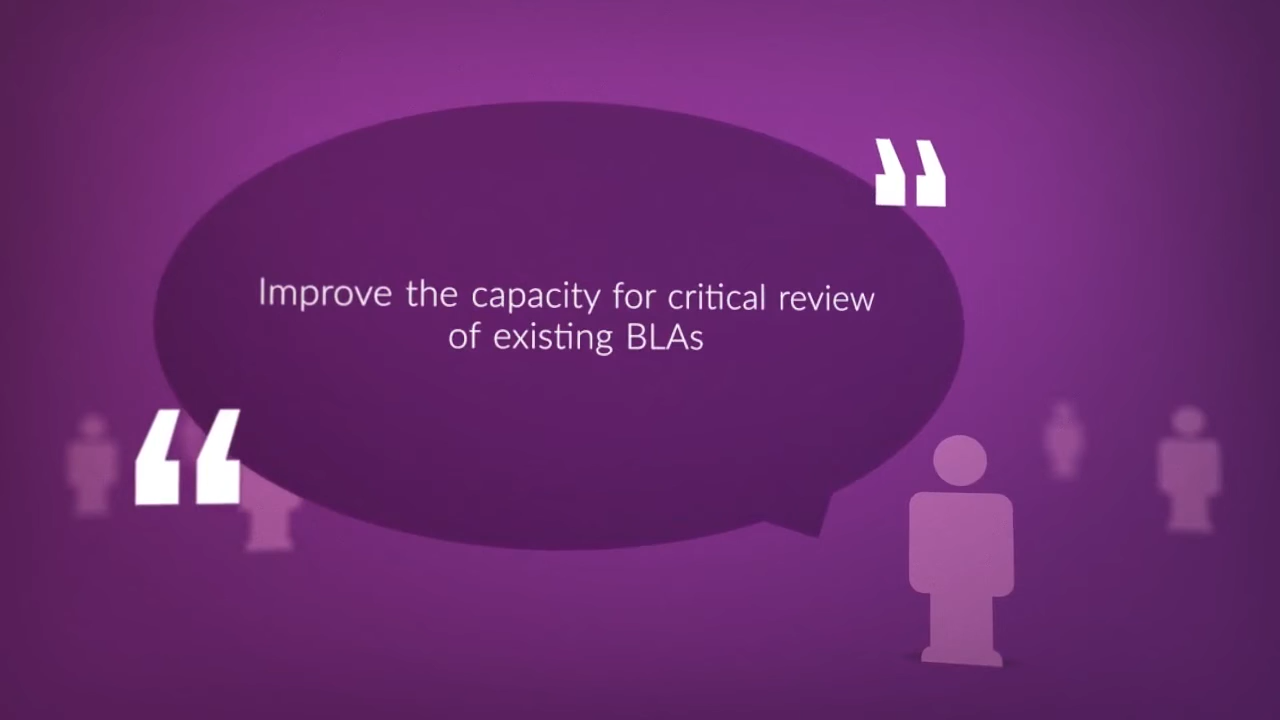 Improve the capacity for critical review
of existing BLAs